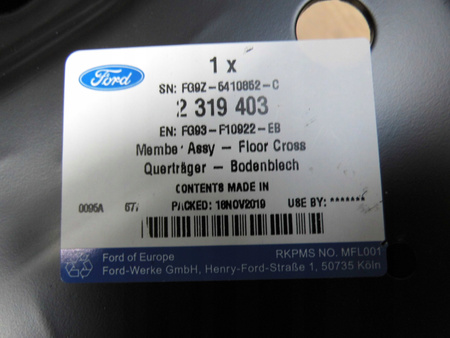 Ford
1 x
SN: FG9Z-5410852-C
2 319 403
EN: FG93-F10922-EB
Member Assy - Floor Cross
Querträger - Bodenblech
CONTENTS MADE IN
0095A 57. PACKED: 18NOV2019 USE BY: *******
Ford of Europe RKPMS NO. MFL001
Ford-Werke GmbH, Henry-Ford-Straße 1, 50735 Köln